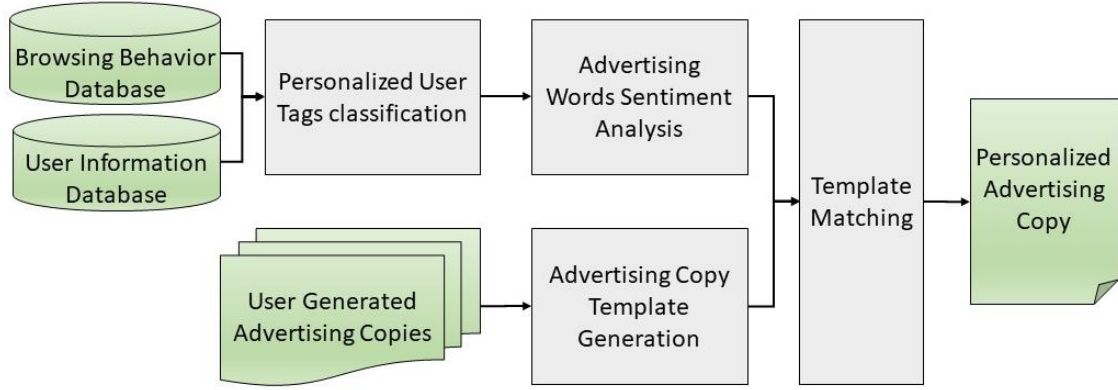 Browsing Behavior
Database
User Information
Database
Personalized User
Tags classification
Advertising
Words Sentiment
Analysis
User Generated
Advertising Copies
Advertising Copy
Template
Generation
Template
Matching
Personalized
Advertising
Copy